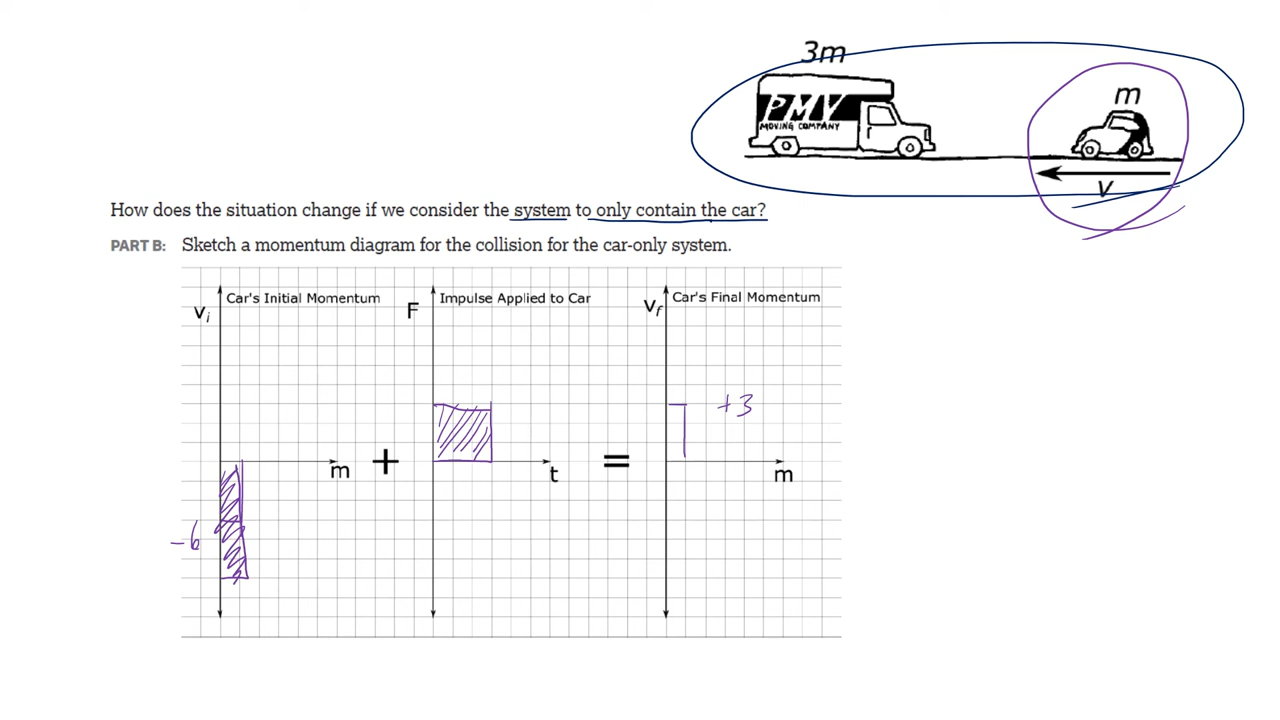 3m
PMV
MOVING COMPANY
m
v
How does the situation change if we consider the system to only contain the car?
PART B: Sketch a momentum diagram for the collision for the car-only system.
Car's Initial Momentum
Vi
m
-6
+
Impulse Applied to Car
F
t
=
Car's Final Momentum
Vf
+3
m